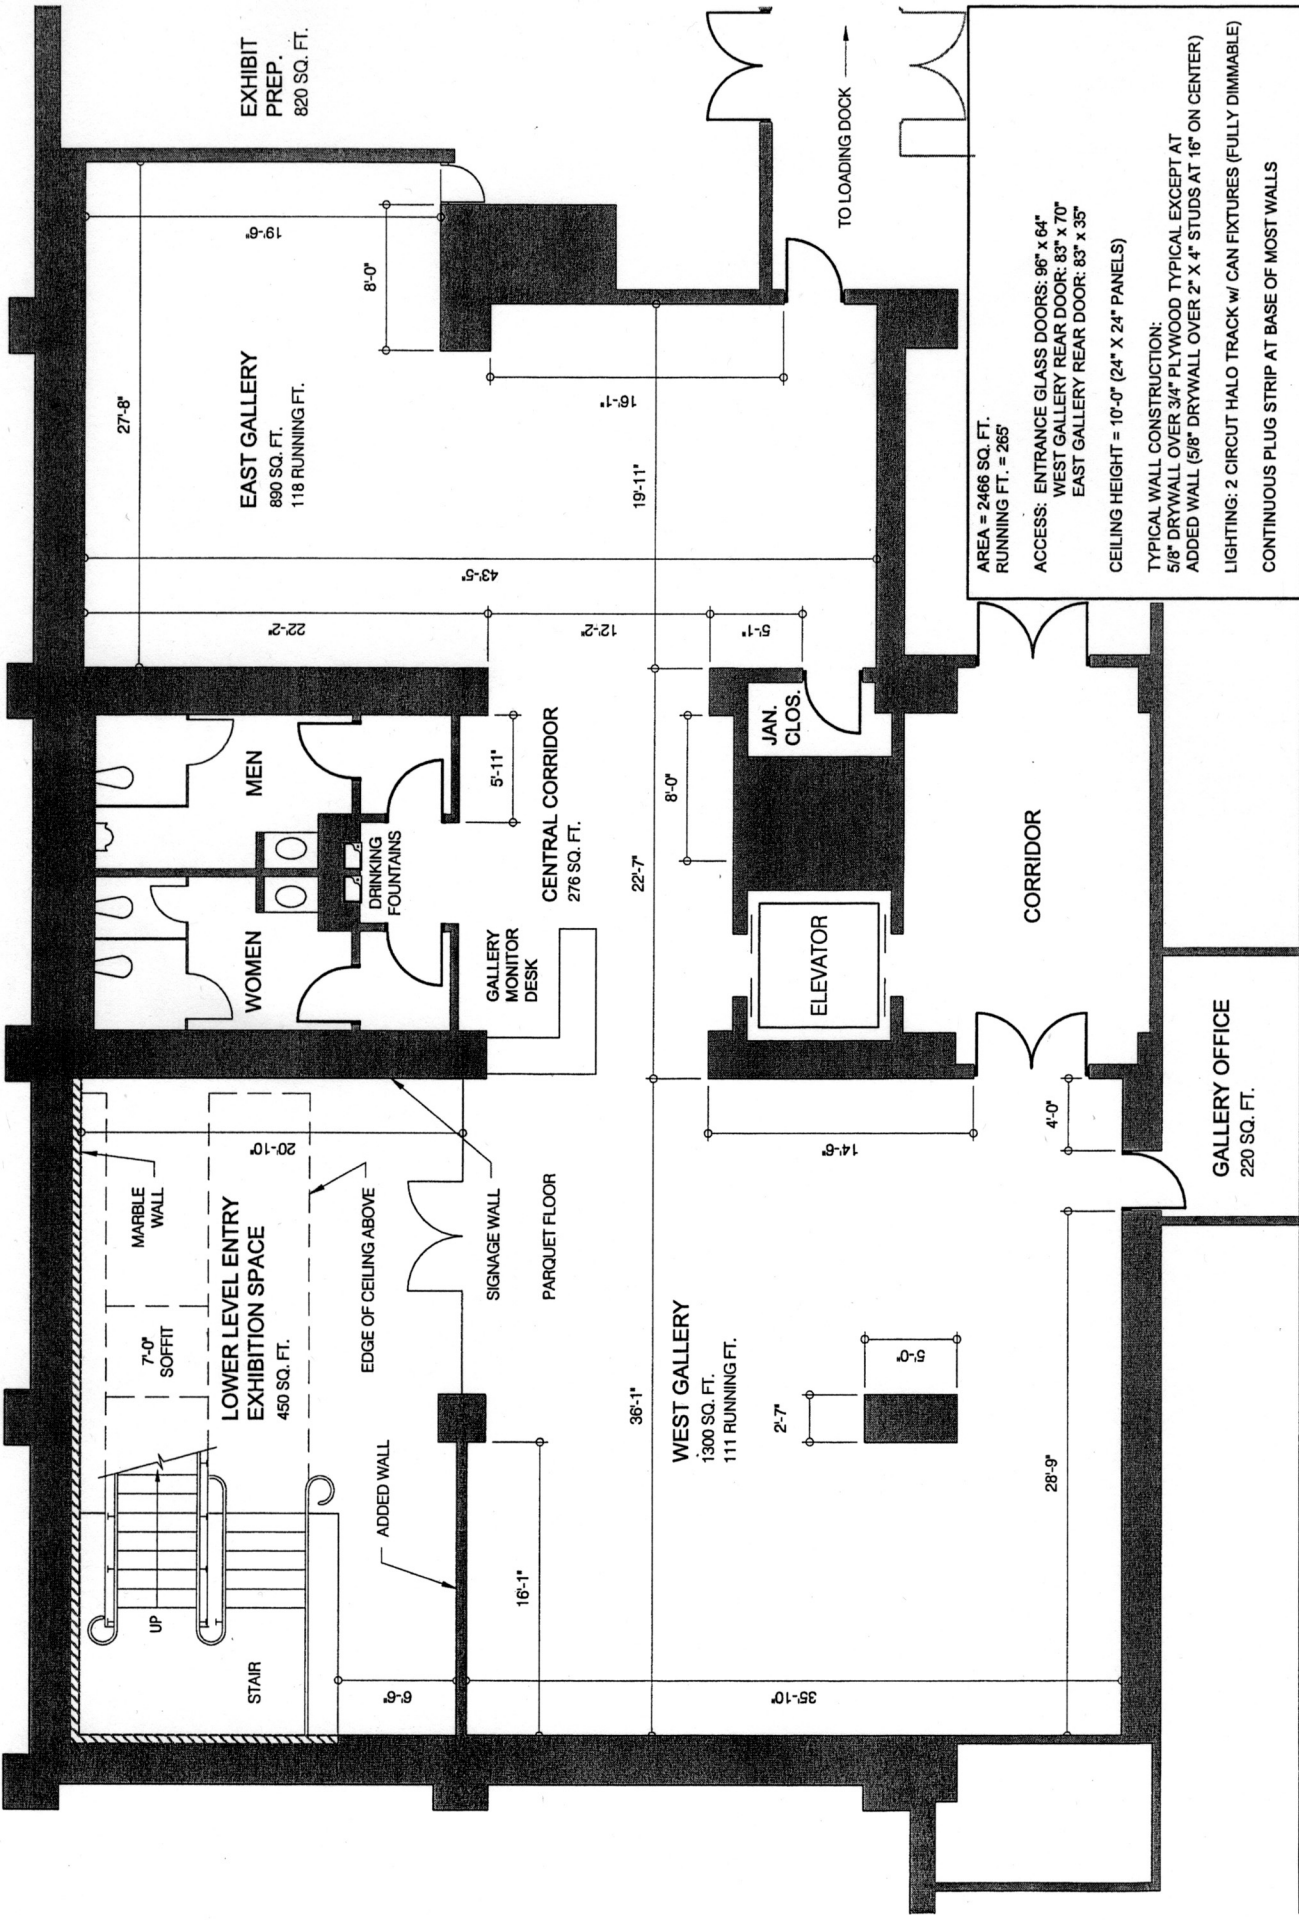 EXHIBIT
PREP.
820 SQ. FT.
27'-8"
19'-6"
8'-0"
EAST GALLERY
890 SQ. FT.
118 RUNNING FT.
16'-1"
19'-11"
43'-5"
22'-2"
12'-2"
5'-1"
TO LOADING DOCK
MEN
WOMEN
DRINKING
FOUNTAINS
5'-11"
CENTRAL CORRIDOR
276 SQ. FT.
GALLERY
MONITOR
DESK
22'-7"
8'-0"
JAN.
CLOS.
ELEVATOR
CORRIDOR
MARBLE
WALL
20'-10"
7'-0"
SOFFIT
LOWER LEVEL ENTRY
EXHIBITION SPACE
450 SQ. FT.
EDGE OF CEILING ABOVE
SIGNAGE WALL
PARQUET FLOOR
UP
STAIR
ADDED WALL
6'-6"
16'-1"
36'-1"
WEST GALLERY
1300 SQ. FT.
111 RUNNING FT.
2'-7"
5'-0"
14'-6"
4'-0"
28'-9"
35'-10"
GALLERY OFFICE
220 SQ. FT.
AREA = 2466 SQ. FT.
RUNNING FT. = 265'
ACCESS: ENTRANCE GLASS DOORS: 96" x 64"
WEST GALLERY REAR DOOR: 83" x 70"
EAST GALLERY REAR DOOR: 83" x 35"
CEILING HEIGHT = 10'-0" (24" X 24" PANELS)
TYPICAL WALL CONSTRUCTION:
5/8" DRYWALL OVER 3/4" PLYWOOD TYPICAL EXCEPT AT
ADDED WALL (5/8" DRYWALL OVER 2" X 4" STUDS AT 16" ON CENTER)
LIGHTING: 2 CIRCUT HALO TRACK w/ CAN FIXTURES (FULLY DIMMABLE)
CONTINUOUS PLUG STRIP AT BASE OF MOST WALLS